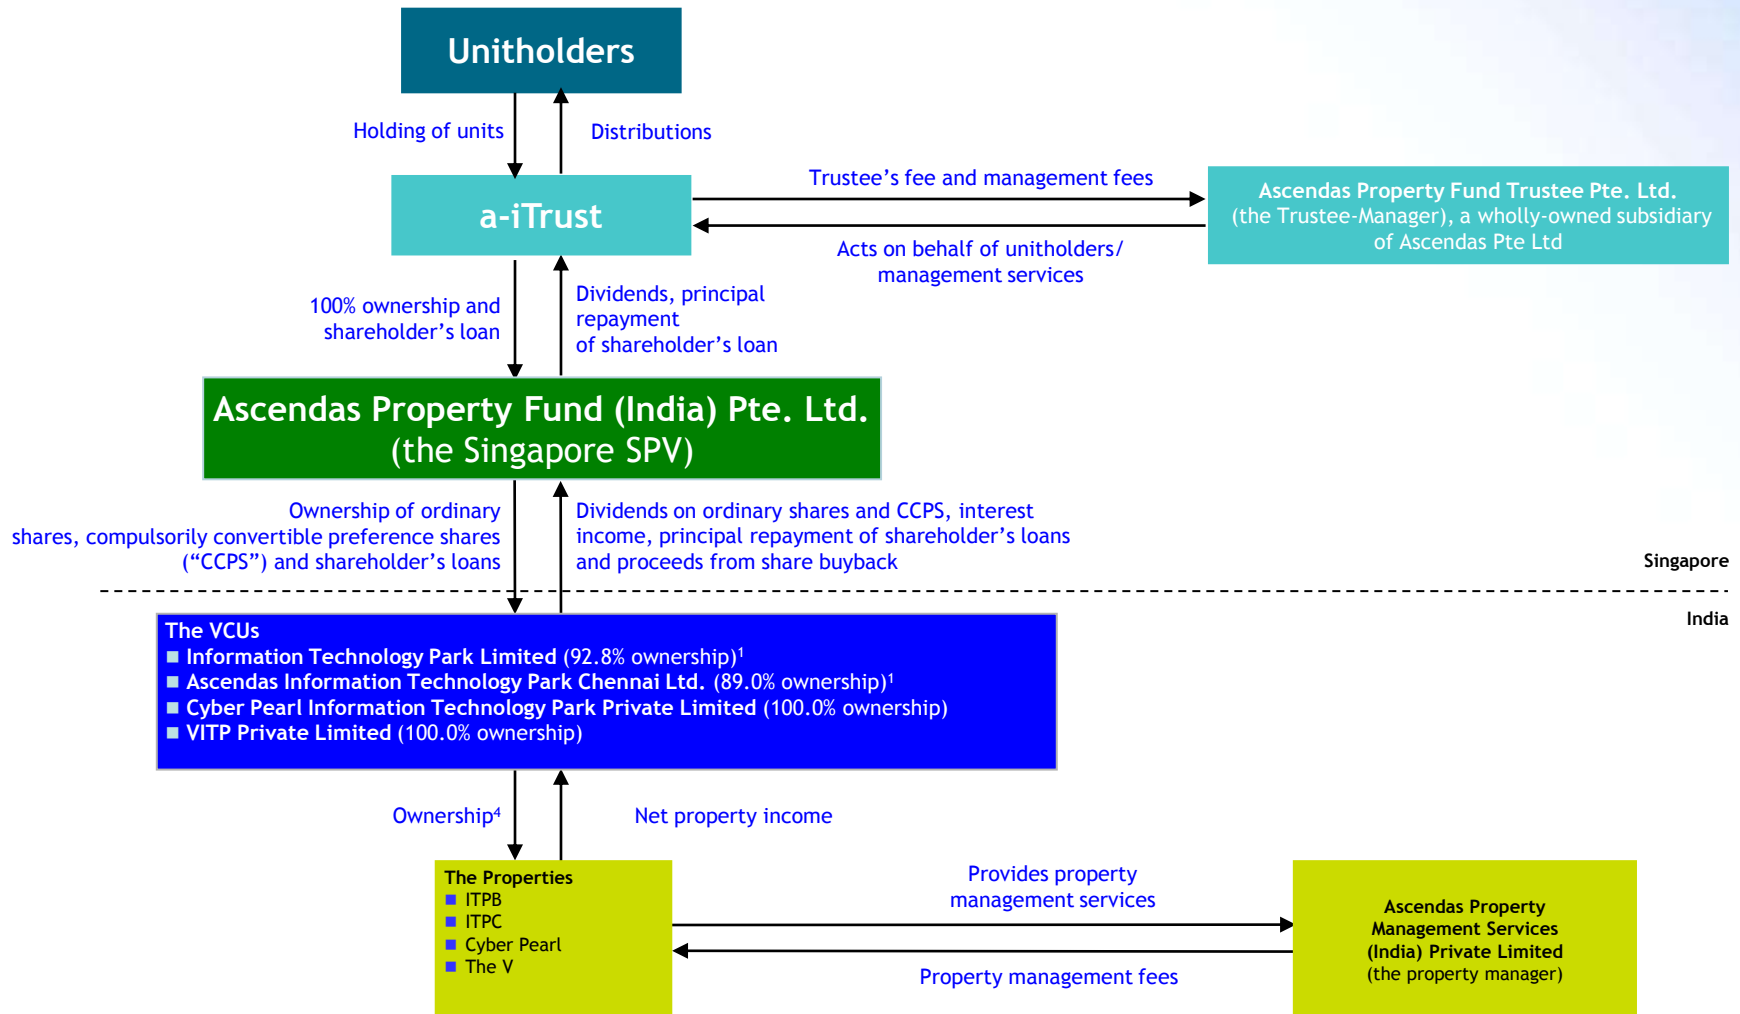 Unitholders
Holding of units
Distributions
a-iTrust
Trustee’s fee and management fees
Acts on behalf of unitholders/
management services
Ascendas Property Fund Trustee Pte. Ltd.
(the Trustee-Manager), a wholly-owned subsidiary
of Ascendas Pte Ltd
100% ownership and
shareholder’s loan
Dividends, principal
repayment
of shareholder’s loan
Ascendas Property Fund (India) Pte. Ltd.
(the Singapore SPV)
Ownership of ordinary
shares, compulsorily convertible preference shares
(“CCPS”) and shareholder’s loans
Dividends on ordinary shares and CCPS, interest
income, principal repayment of shareholder’s loans
and proceeds from share buyback
Singapore
India
The VCUs
Information Technology Park Limited (92.8% ownership)¹
Ascendas Information Technology Park Chennai Ltd. (89.0% ownership)¹
Cyber Pearl Information Technology Park Private Limited (100.0% ownership)
VITP Private Limited (100.0% ownership)
Ownership⁴
Net property income
The Properties
ITPB
ITPC
Cyber Pearl
The V
Provides property
management services
Property management fees
Ascendas Property
Management Services
(India) Private Limited
(the property manager)